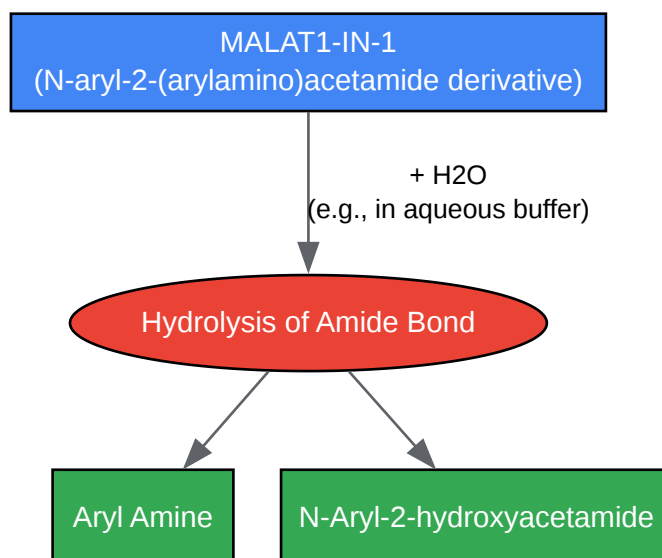 MALAT1-IN-1
(N-aryl-2-(arylamino)acetamide derivative)
+ H2O
(e.g., in aqueous buffer)
Hydrolysis of Amide Bond
Aryl Amine
N-Aryl-2-hydroxyacetamide